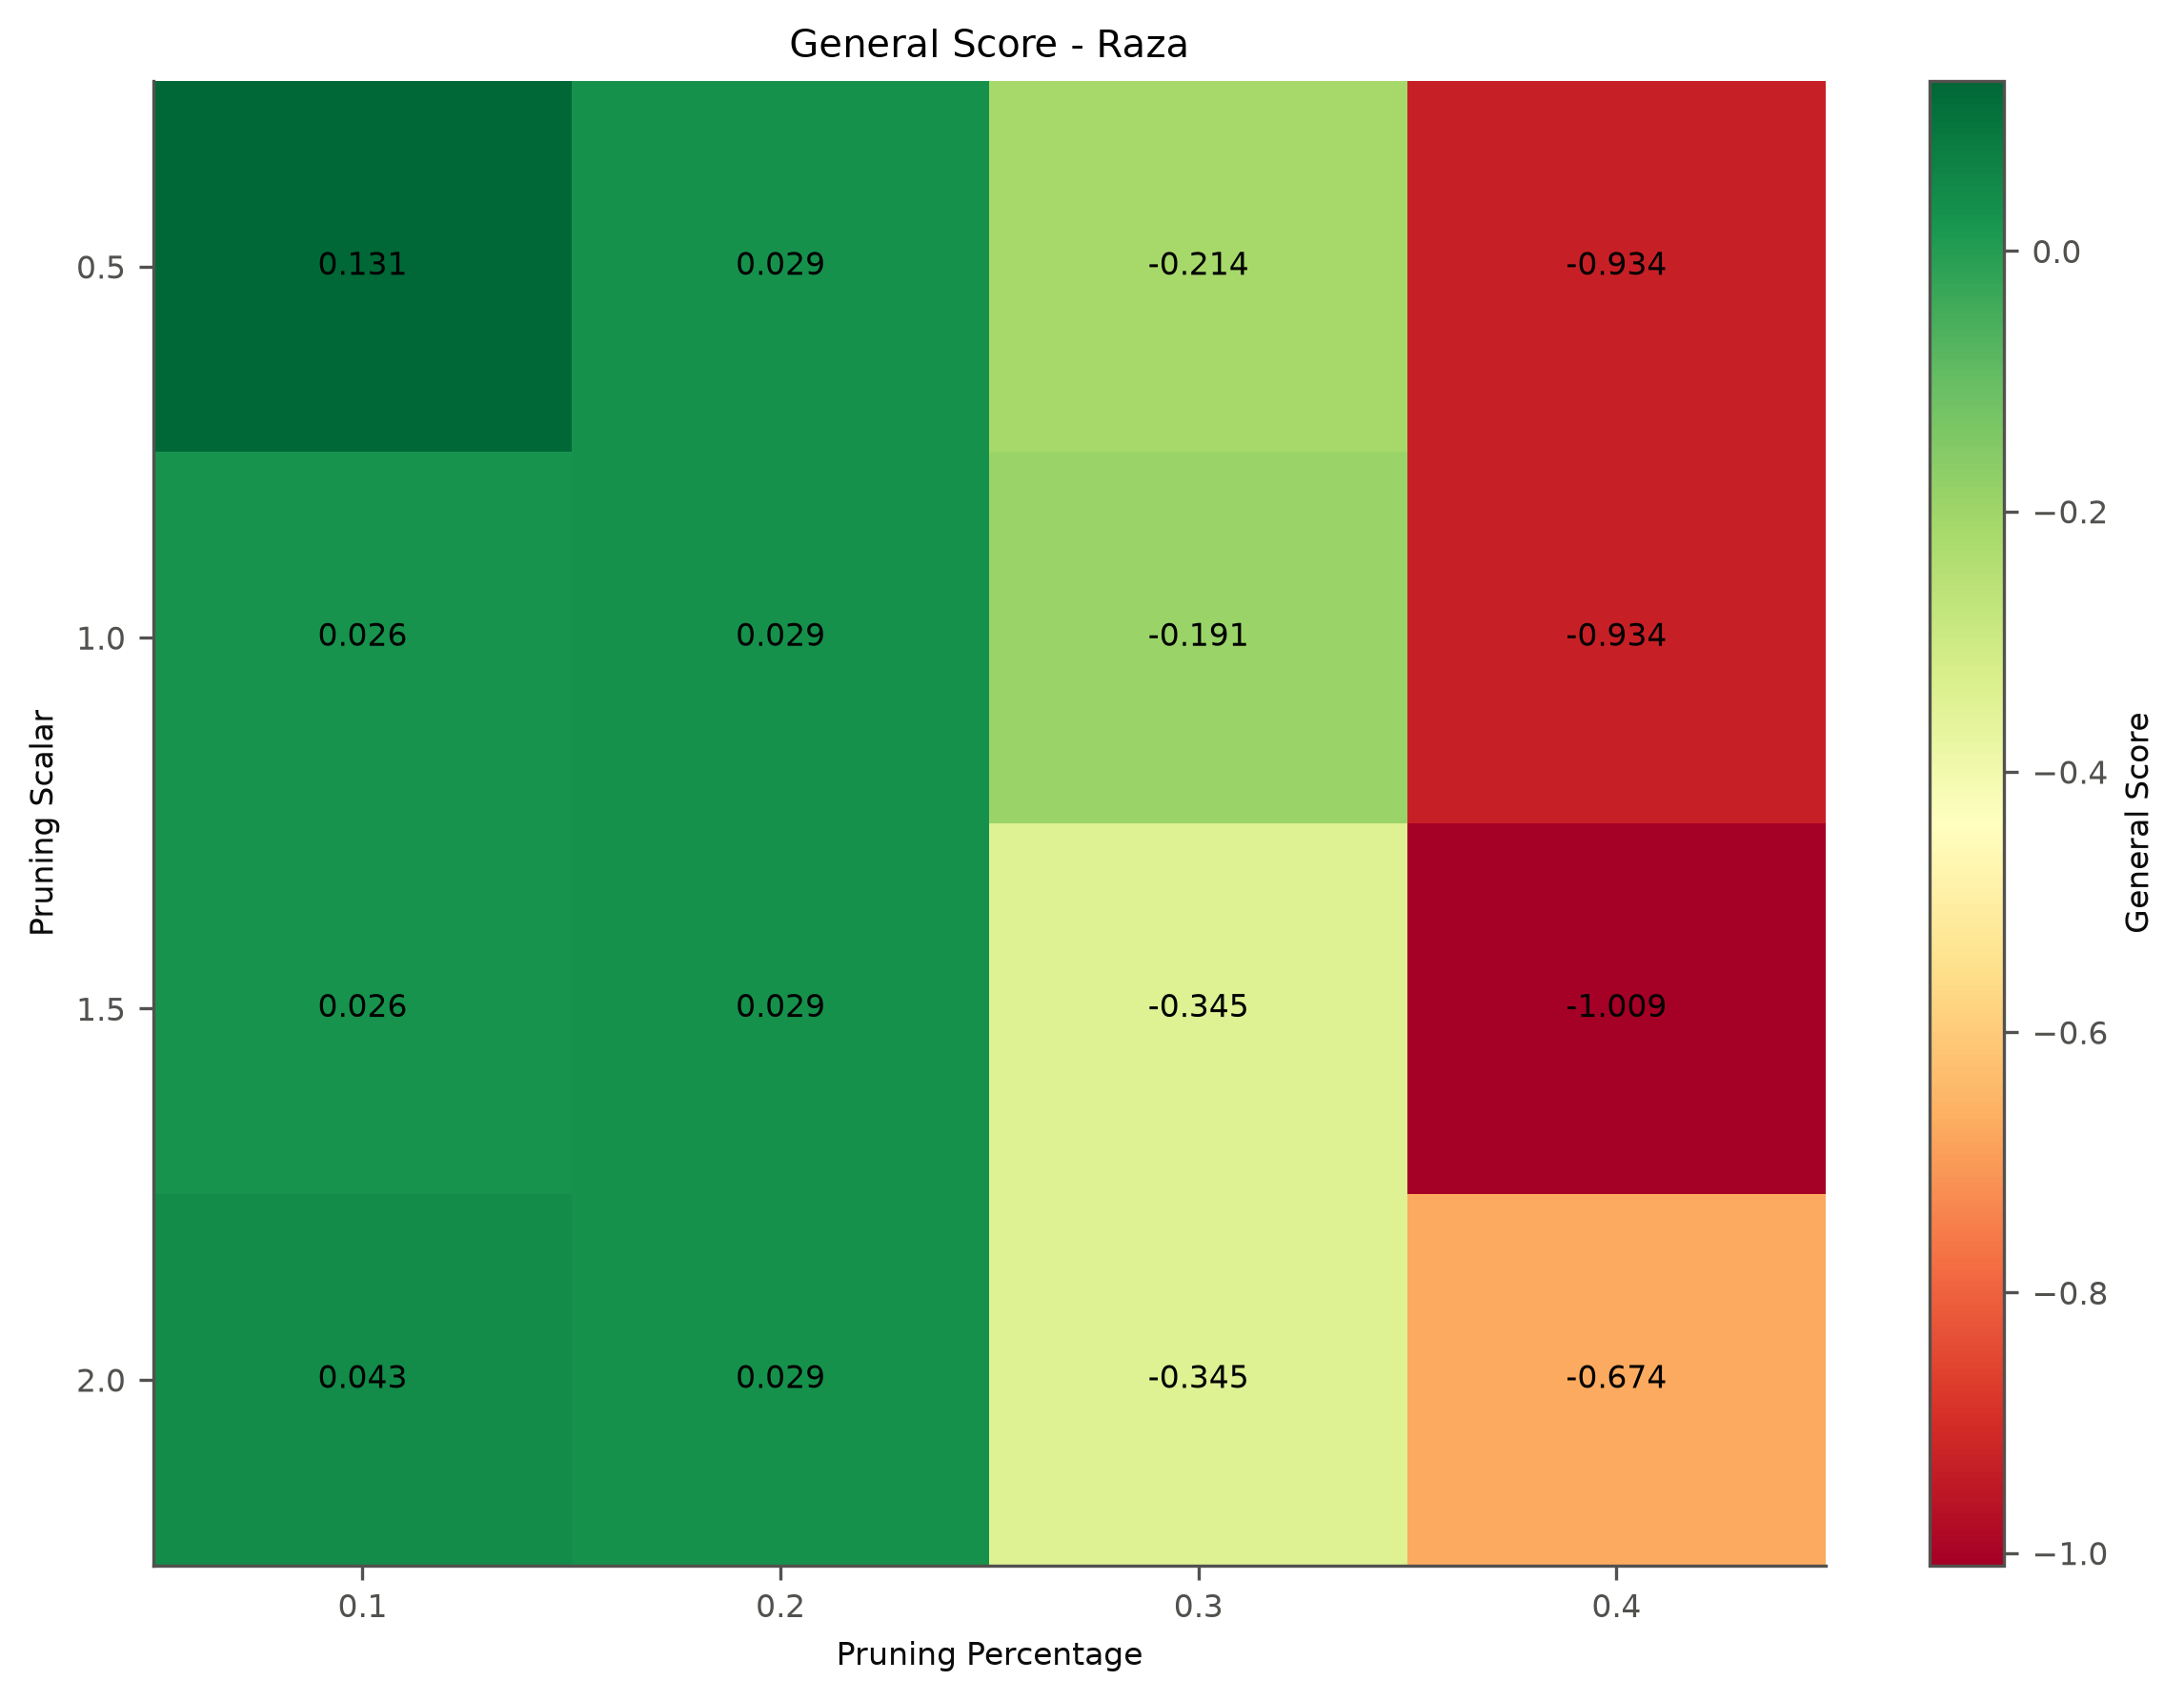 General Score - Raza
0.5 0.131 0.029 -0.214 -0.934
1.0 0.026 0.029 -0.191 -0.934
1.5 0.026 0.029 -0.345 -1.009
2.0 0.043 0.029 -0.345 -0.674
0.1 0.2 0.3 0.4
Pruning Percentage
Pruning Scalar
0.0
−0.2
−0.4
−0.6
−0.8
−1.0
General Score